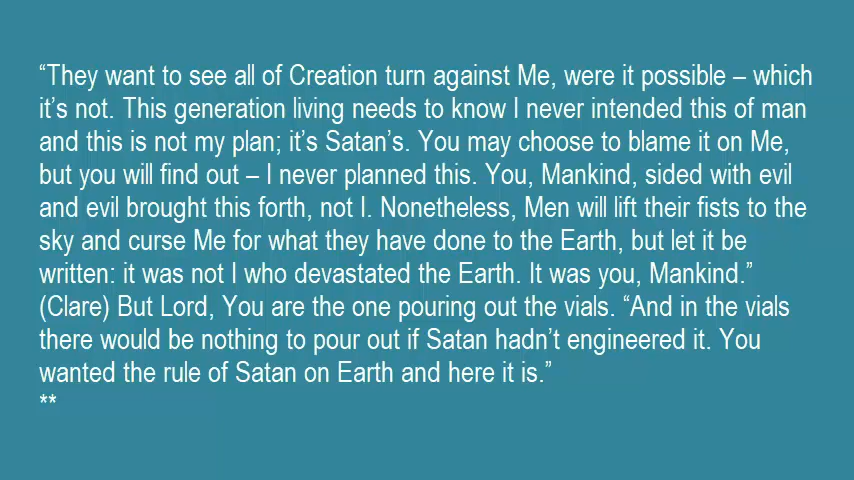 “They want to see all of Creation turn against Me, were it possible – which
it’s not. This generation living needs to know I never intended this of man
and this is not my plan; it’s Satan’s. You may choose to blame it on Me,
but you will find out – I never planned this. You, Mankind, sided with evil
and evil brought this forth, not I. Nonetheless, Men will lift their fists to the
sky and curse Me for what they have done to the Earth, but let it be
written: it was not I who devastated the Earth. It was you, Mankind.”
(Clare) But Lord, You are the one pouring out the vials. “And in the vials
there would be nothing to pour out if Satan hadn’t engineered it. You
wanted the rule of Satan on Earth and here it is.”
**